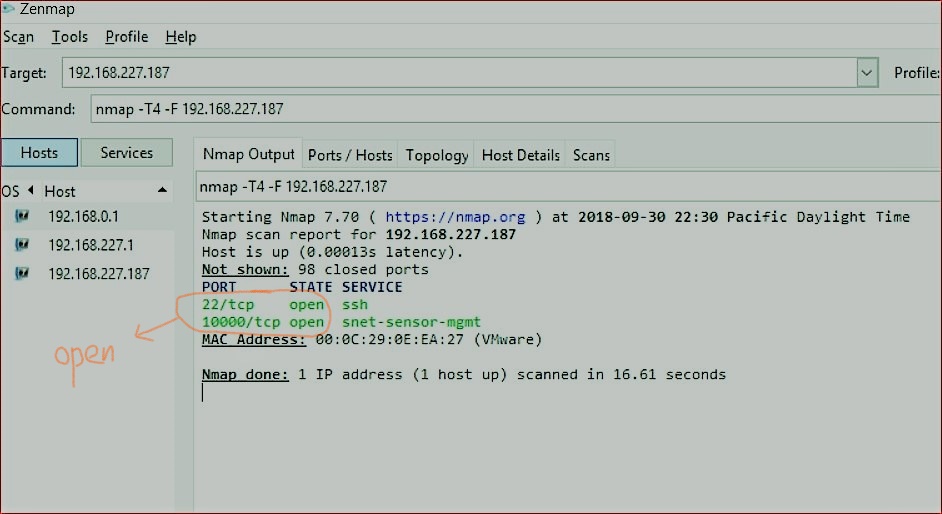 Zenmap
Scan Tools Profile Help
Target: 192.168.227.187 Profile:
Command: nmap -T4 -F 192.168.227.187
Hosts Services
Nmap Output Ports / Hosts Topology Host Details Scans
OS Host
192.168.0.1
192.168.227.1
192.168.227.187
nmap -T4 -F 192.168.227.187
Starting Nmap 7.70 ( https://nmap.org ) at 2018-09-30 22:30 Pacific Daylight Time
Nmap scan report for 192.168.227.187
Host is up (0.00013s latency).
Not shown: 98 closed ports
PORT STATE SERVICE
22/tcp open ssh
10000/tcp open snet-sensor-mgmt
MAC Address: 00:0C:29:0E:EA:27 (VMware)
open
Nmap done: 1 IP address (1 host up) scanned in 16.61 seconds